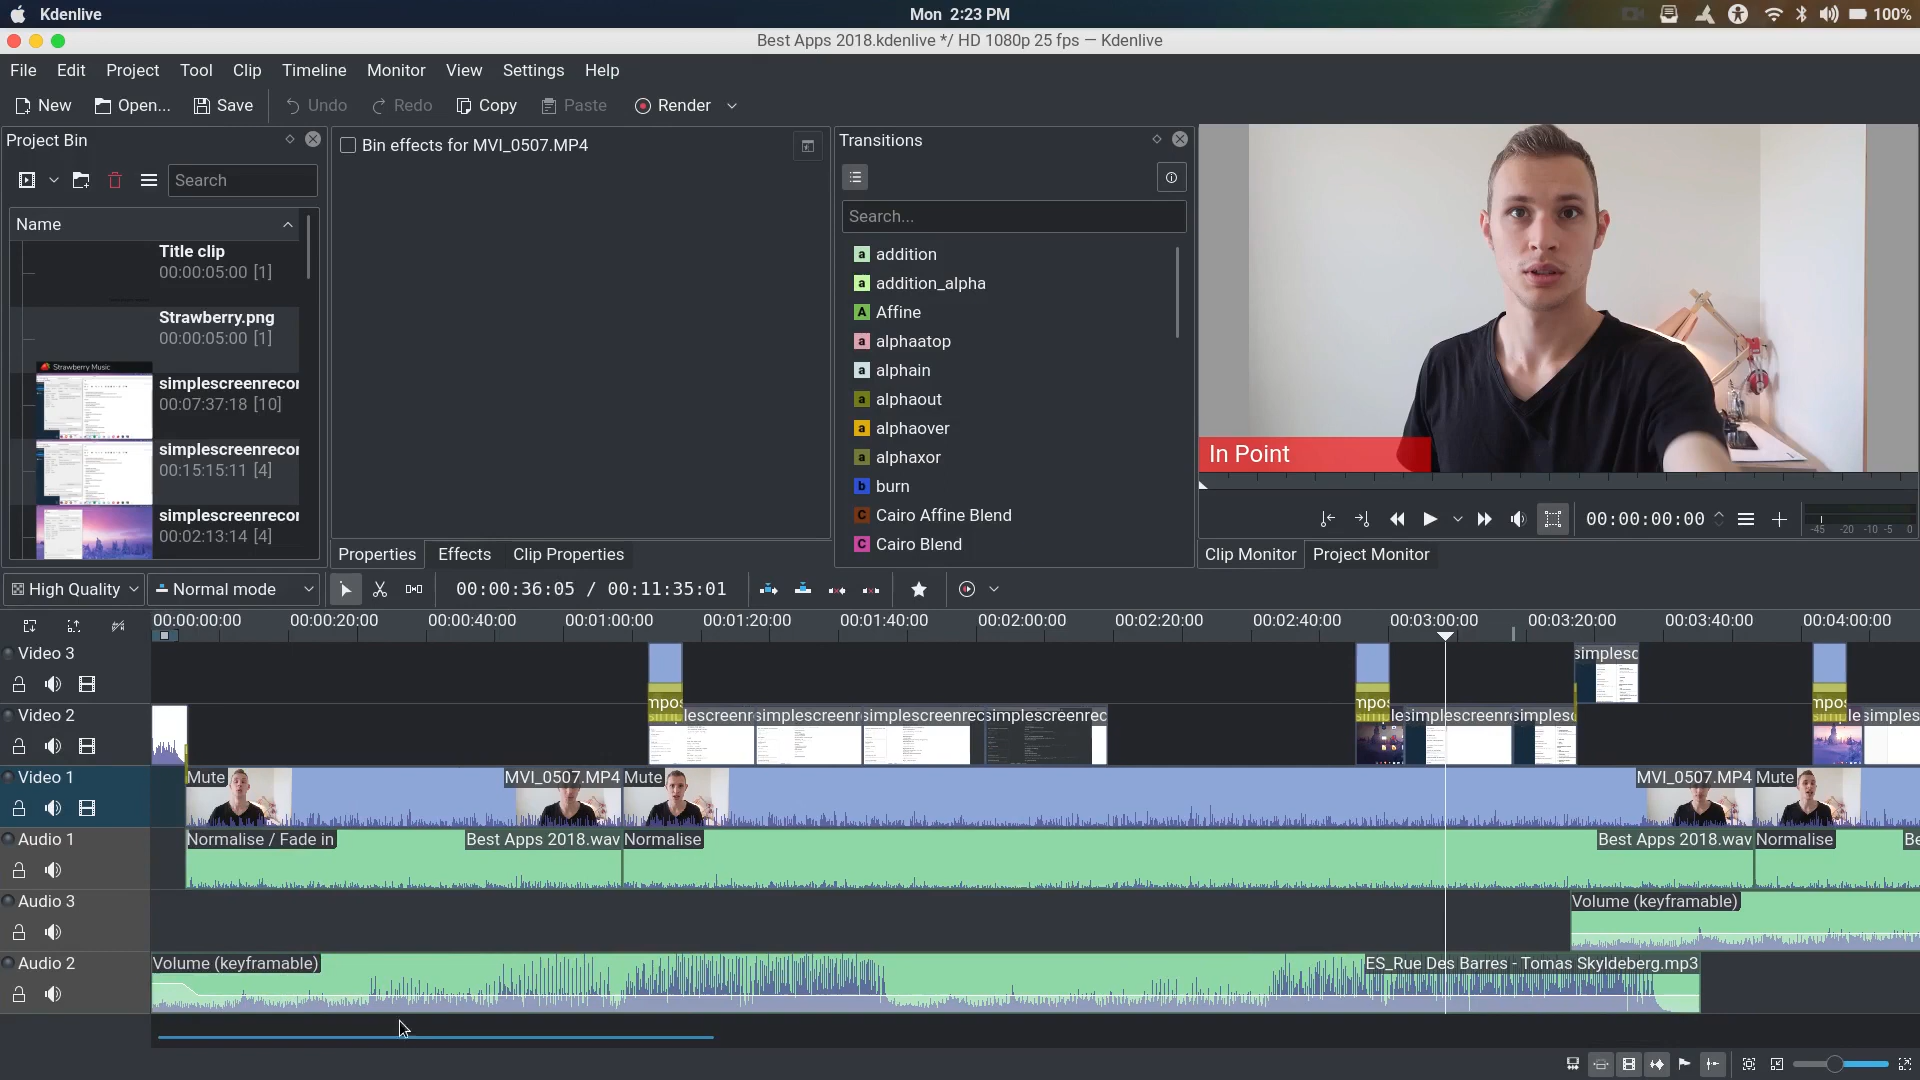 Kdenlive
Mon 2:23 PM
100%
Best Apps 2018.kdenlive */ HD 1080p 25 fps — Kdenlive
File Edit Project Tool Clip Timeline Monitor View Settings Help
New Open... Save Undo Redo Copy Paste Render
Project Bin
Search
Name
Title clip
00:00:05:00 [1]
Strawberry.png
00:00:05:00 [1]
Strawberry Music
simplescreenrecor
00:07:37:18 [10]
simplescreenrecor
00:15:15:11 [4]
simplescreenrecor
00:02:13:14 [4]
Bin effects for MVI_0507.MP4
Properties Effects Clip Properties
Transitions
Search...
a addition
a addition_alpha
A Affine
a alphaatop
a alphain
a alphaout
a alphaover
a alphaxor
b burn
C Cairo Affine Blend
C Cairo Blend
In Point
00:00:00:00
-45 -20 -10 -5 0
Clip Monitor Project Monitor
High Quality Normal mode 00:00:36:05 / 00:11:35:01
00:00:00:00 00:00:20:00 00:00:40:00 00:01:00:00 00:01:20:00 00:01:40:00 00:02:00:00 00:02:20:00 00:02:40:00 00:03:00:00 00:03:20:00 00:03:40:00 00:04:00:00
Video 3
simplesc
mpos mpos mpos
Video 2
simplescreenr simplescreenrec simplescreenrec
Video 1
Mute MVI_0507.MP4 Mute MVI_0507.MP4 Mute
Audio 1
Normalise / Fade in Best Apps 2018.wav Normalise Best Apps 2018.wav Normalise Be
Audio 3
Volume (keyframable)
Audio 2
Volume (keyframable) ES_Rue Des Barres - Tomas Skyldeberg.mp3